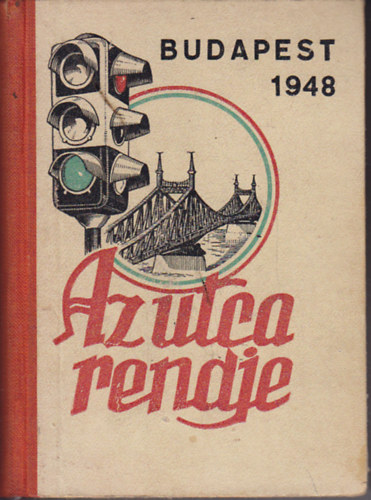 BUDAPEST
1948
Az utca
rendje